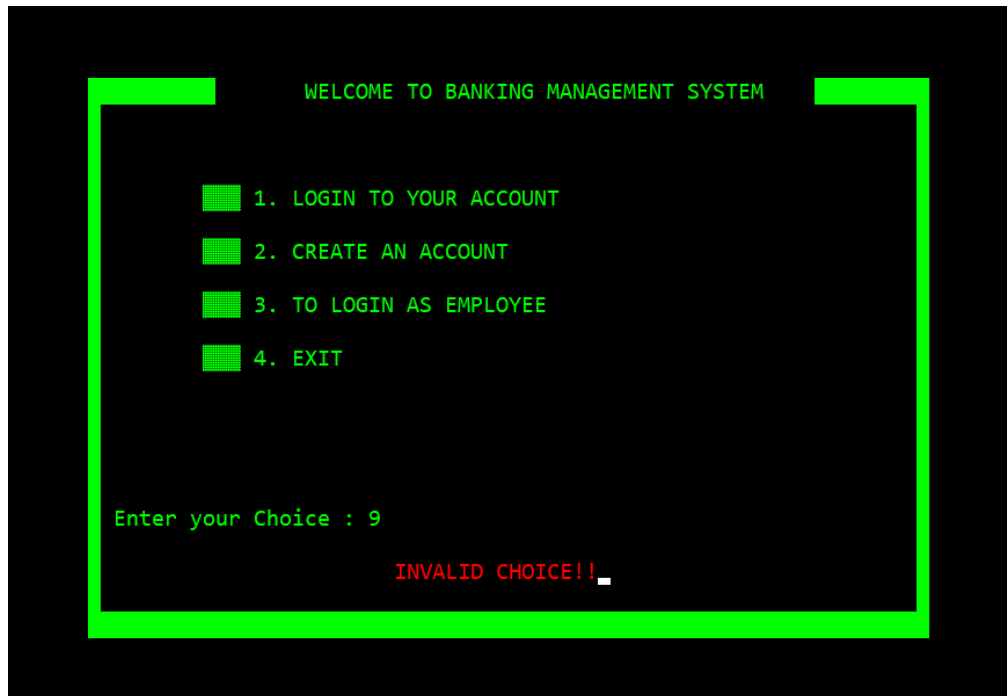 WELCOME TO BANKING MANAGEMENT SYSTEM
1. LOGIN TO YOUR ACCOUNT
2. CREATE AN ACCOUNT
3. TO LOGIN AS EMPLOYEE
4. EXIT
Enter your Choice : 9
INVALID CHOICE!!